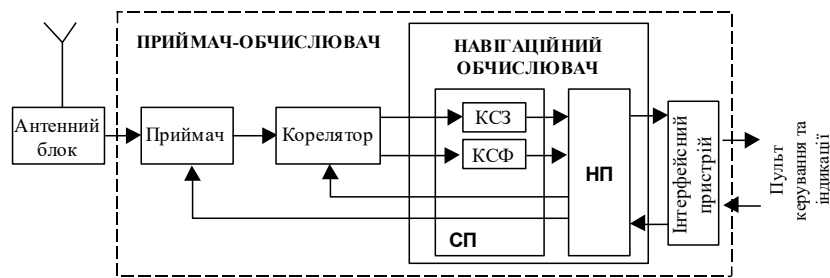 ПРИЙМАЧ-ОБЧИСЛЮВАЧ
НАВІГАЦІЙНИЙ
ОБЧИСЛЮВАЧ
Антенний
блок
Приймач
Корелятор
КСЗ
КСФ
СП
НП
Інтерфейсний
пристрій
Пульт
керування та
індикації